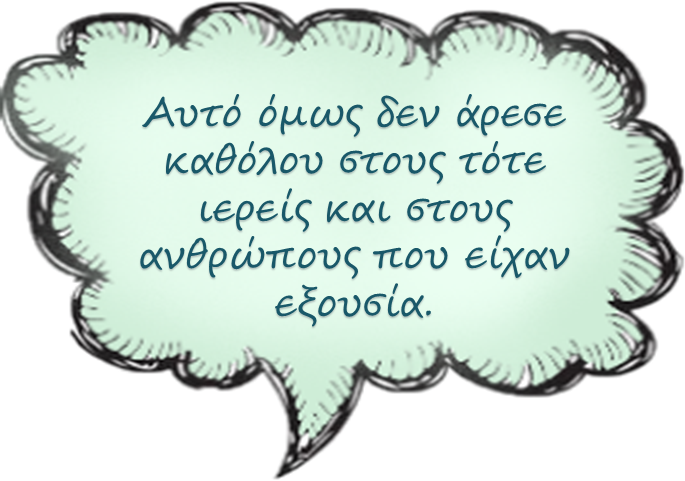 Αυτό όμως δεν άρεσε
καθόλου στους τότε
ιερείς και στους
ανθρώπους που είχαν
εξουσία.